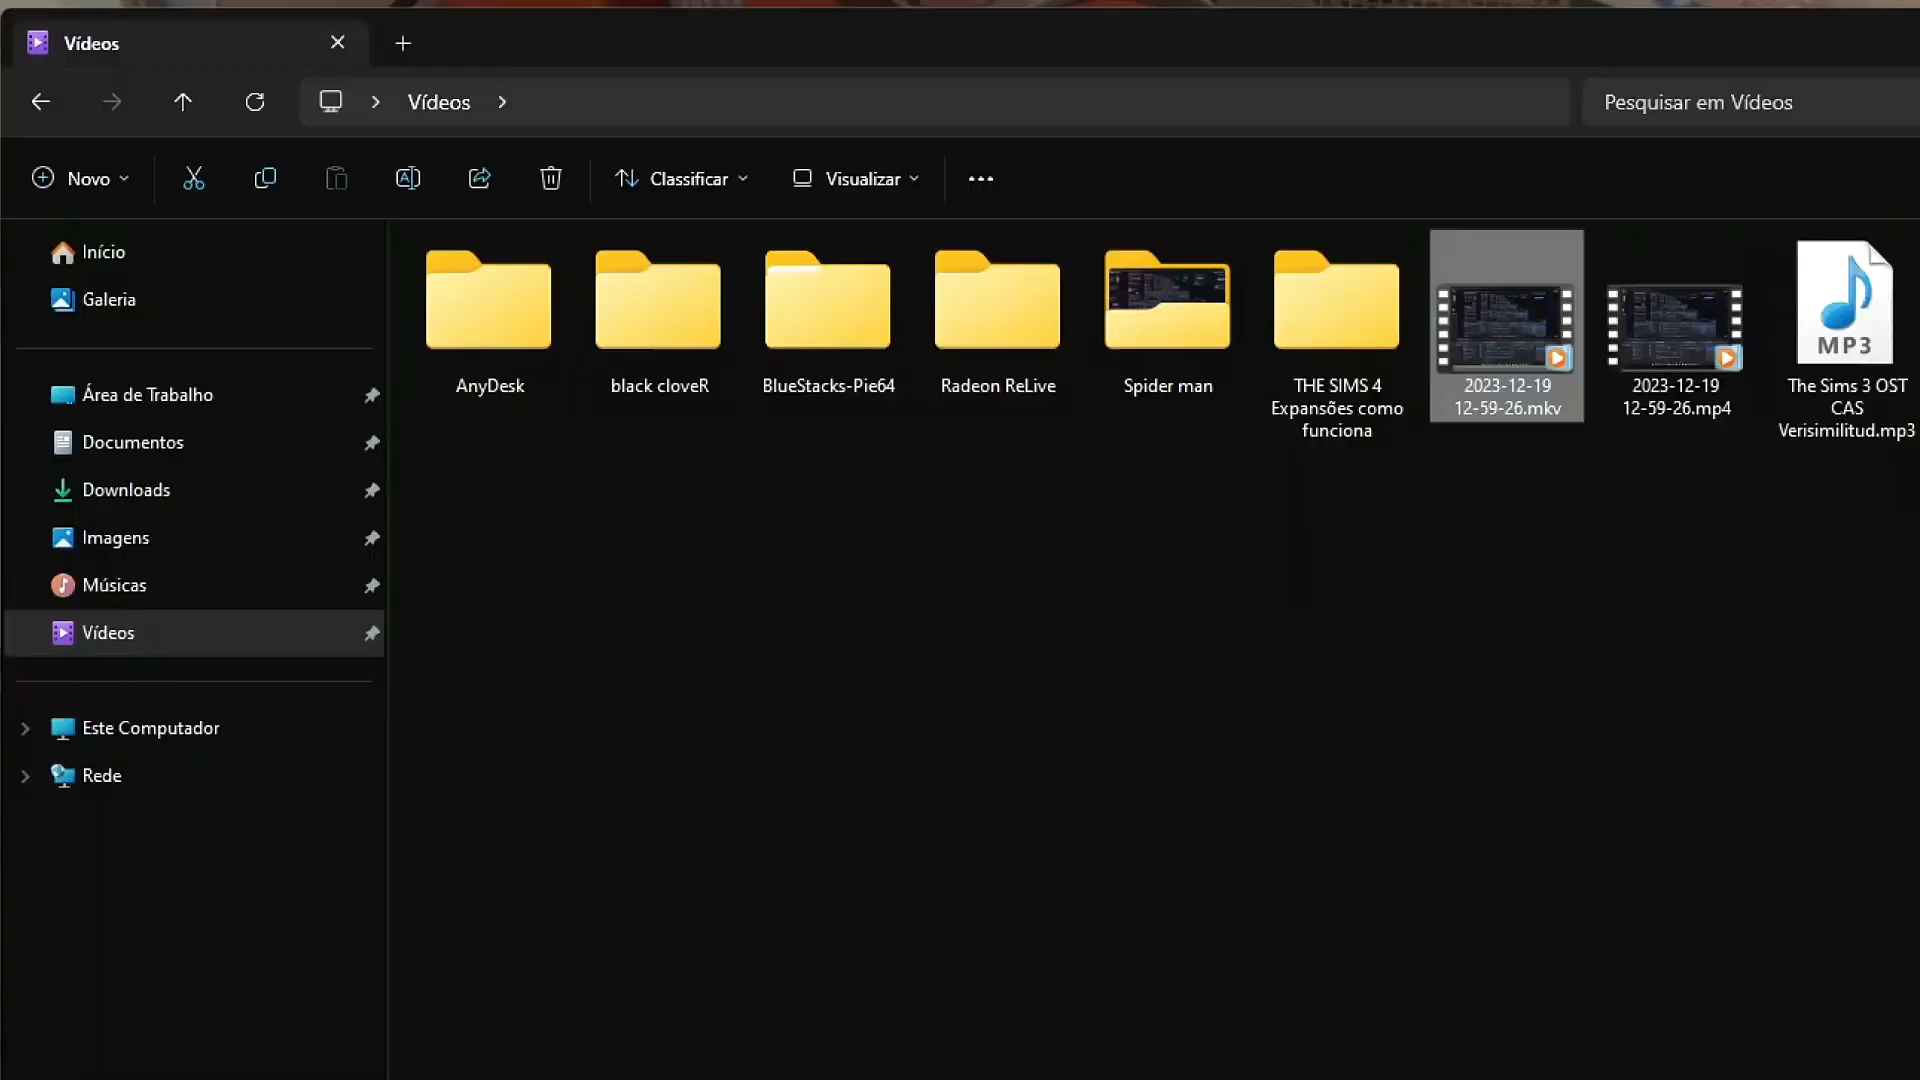 Vídeos
Vídeos
Pesquisar em Vídeos
Novo
Classificar
Visualizar
Início
Galeria
Área de Trabalho
Documentos
Downloads
Imagens
Músicas
Vídeos
Este Computador
Rede
AnyDesk
black cloveR
BlueStacks-Pie64
Radeon ReLive
Spider man
THE SIMS 4
Expansões como
funciona
2023-12-19
12-59-26.mkv
2023-12-19
12-59-26.mp4
MP3
The Sims 3 OST
CAS
Verisimilitud.mp3